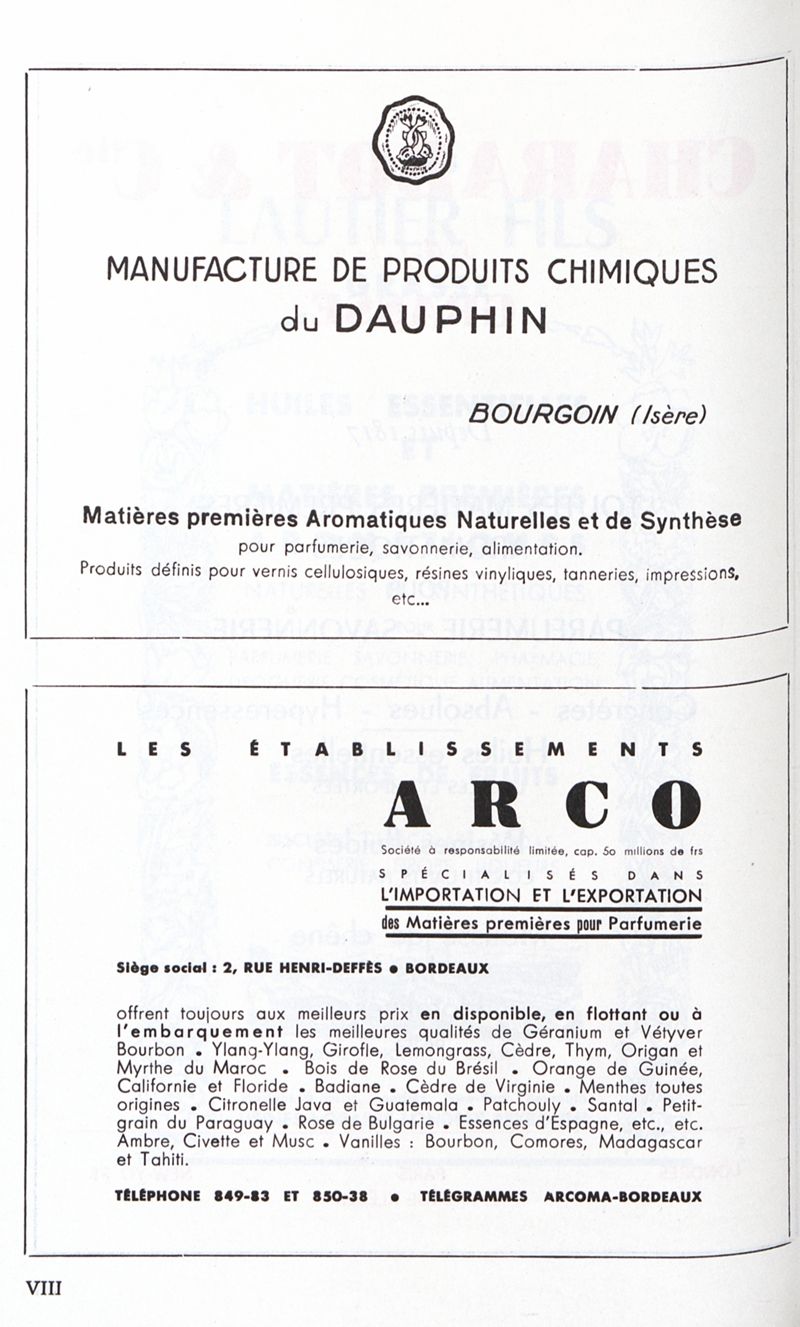 MANUFACTURE DE PRODUITS CHIMIQUES
du DAUPHIN
BOURGOIN (Isère)
Matières premières Aromatiques Naturelles et de Synthèse
pour parfumerie, savonnerie, alimentation.
Produits définis pour vernis cellulosiques, résines vinyliques, tanneries, impressions,
etc...
LES ÉTABLISSEMENTS
ARCO
Société à responsabilité limitée, cap. 50 millions de frs
SPÉCIALISÉS DANS
L'IMPORTATION ET L'EXPORTATION
des Matières premières pour Parfumerie
Siège social : 2, RUE HENRI-DEFFÈS • BORDEAUX
offrent toujours aux meilleurs prix en disponible, en flottant ou à
l'embarquement les meilleures qualités de Géranium et Vétyver
Bourbon • Ylang-Ylang, Girofle, Lemongrass, Cèdre, Thym, Origan et
Myrthe du Maroc • Bois de Rose du Brésil • Orange de Guinée,
Californie et Floride • Badiane • Cèdre de Virginie • Menthes toutes
origines • Citronelle Java et Guatemala • Patchouly • Santal • Petit-
grain du Paraguay • Rose de Bulgarie • Essences d'Espagne, etc., etc.
Ambre, Civette et Musc • Vanilles : Bourbon, Comores, Madagascar
et Tahiti.
TÉLÉPHONE 849-83 ET 850-38 • TÉLÉGRAMMES ARCOMA-BORDEAUX
VIII